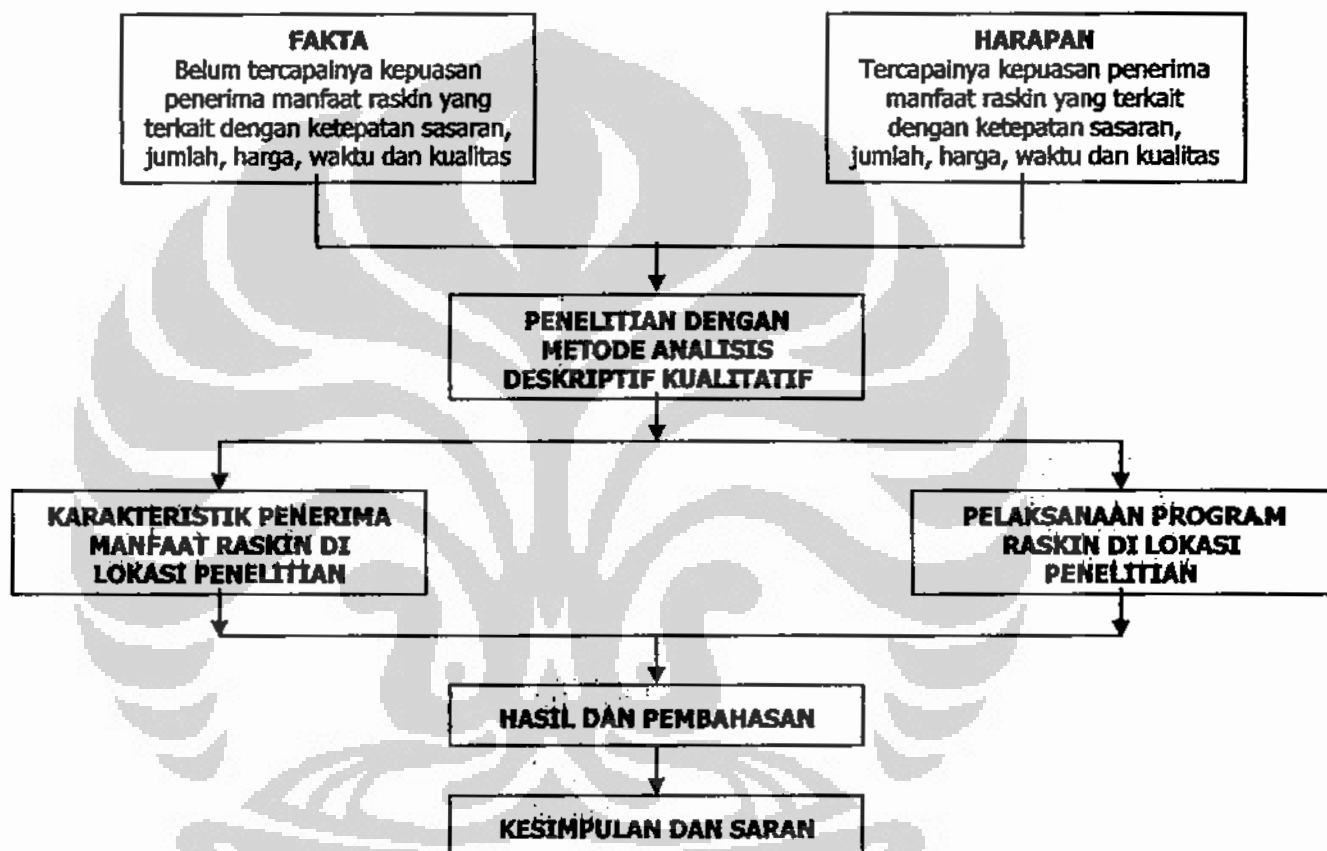 FAKTA
Belum tercapainya kepuasan
penerima manfaat raskin yang
terkait dengan ketepatan sasaran,
jumlah, harga, waktu dan kualitas
HARAPAN
Tercapainya kepuasan penerima
manfaat raskin yang terkait
dengan ketepatan sasaran,
jumlah, harga, waktu dan kualitas
PENELITIAN DENGAN
METODE ANALISIS
DESKRIPTIF KUALITATIF
KARAKTERISTIK PENERIMA
MANFAAT RASKIN DI
LOKASI PENELITIAN
PELAKSANAAN PROGRAM
RASKIN DI LOKASI
PENELITIAN
HASIL DAN PEMBAHASAN
KESIMPULAN DAN SARAN